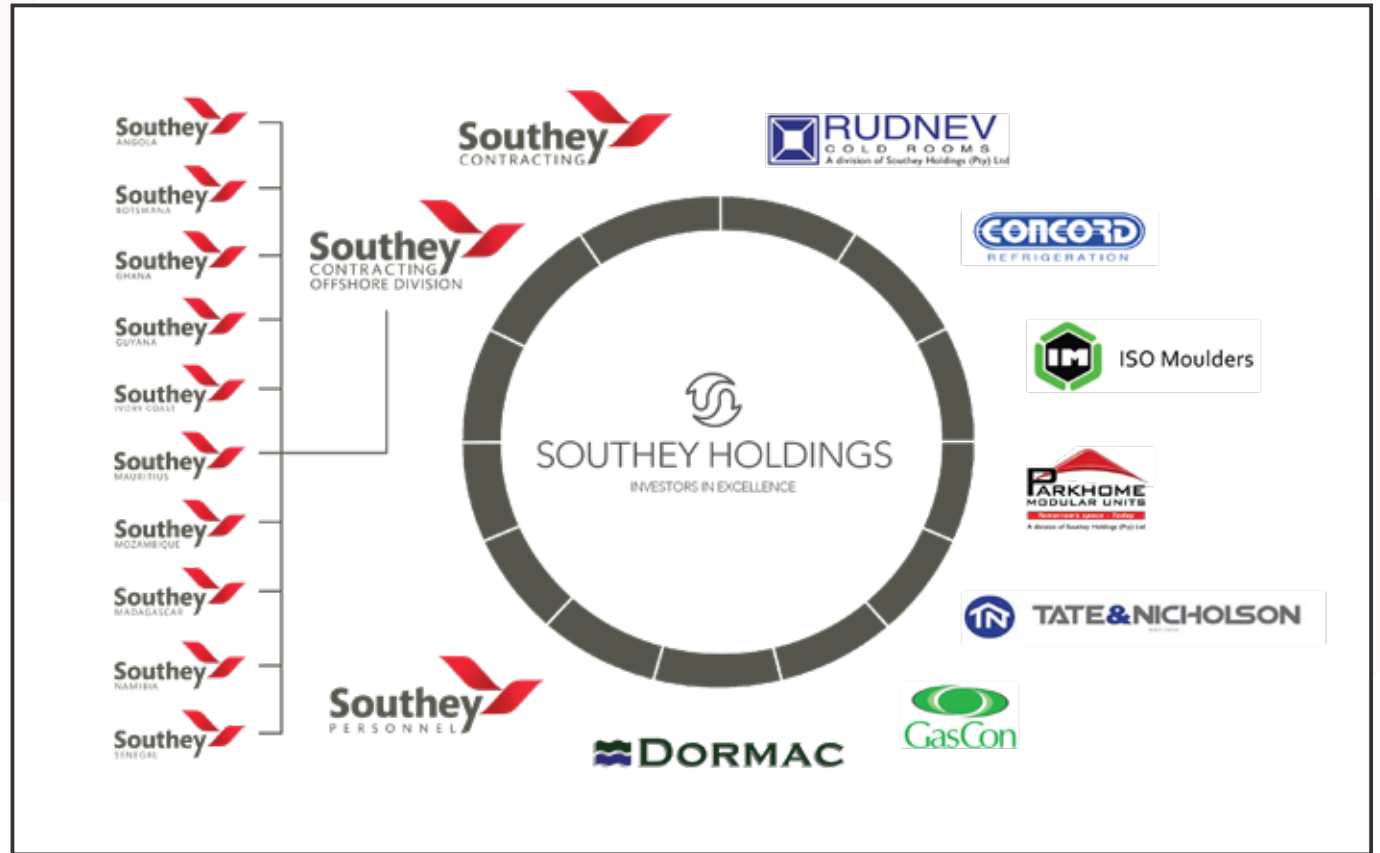 Southey
ANGOLA
Southey
BOTSWANA
Southey
GHANA
Southey
GUYANA
Southey
IVORY COAST
Southey
MAURITIUS
Southey
MOZAMBIQUE
Southey
MADAGASCAR
Southey
NAMIBIA
Southey
SENEGAL
Southey
CONTRACTING
Southey
CONTRACTING
OFFSHORE DIVISION
Southey
PERSONNEL
SOUTHEY HOLDINGS
INVESTORS IN EXCELLENCE
RUDNEV
COLD ROOMS
A division of Southey Holdings (Pty) Ltd
CONCORD
REFRIGERATION
IM
ISO Moulders
PARKHOME
MODULAR UNITS
Tomorrow's space - Today
A division of Southey Holdings (Pty) Ltd
TN TATE&NICHOLSON
GasCon
DORMAC